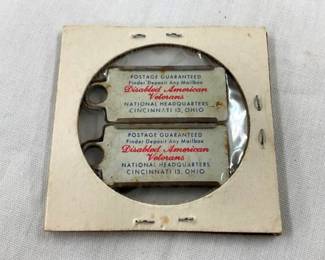 POSTAGE GUARANTEED
Finder Deposit Any Mailbox
Disabled American
Veterans
NATIONAL HEADQUARTERS
CINCINNATI 13, OHIO
POSTAGE GUARANTEED
Finder Deposit Any Mailbox
Disabled American
Veterans
NATIONAL HEADQUARTERS
CINCINNATI 13, OHIO